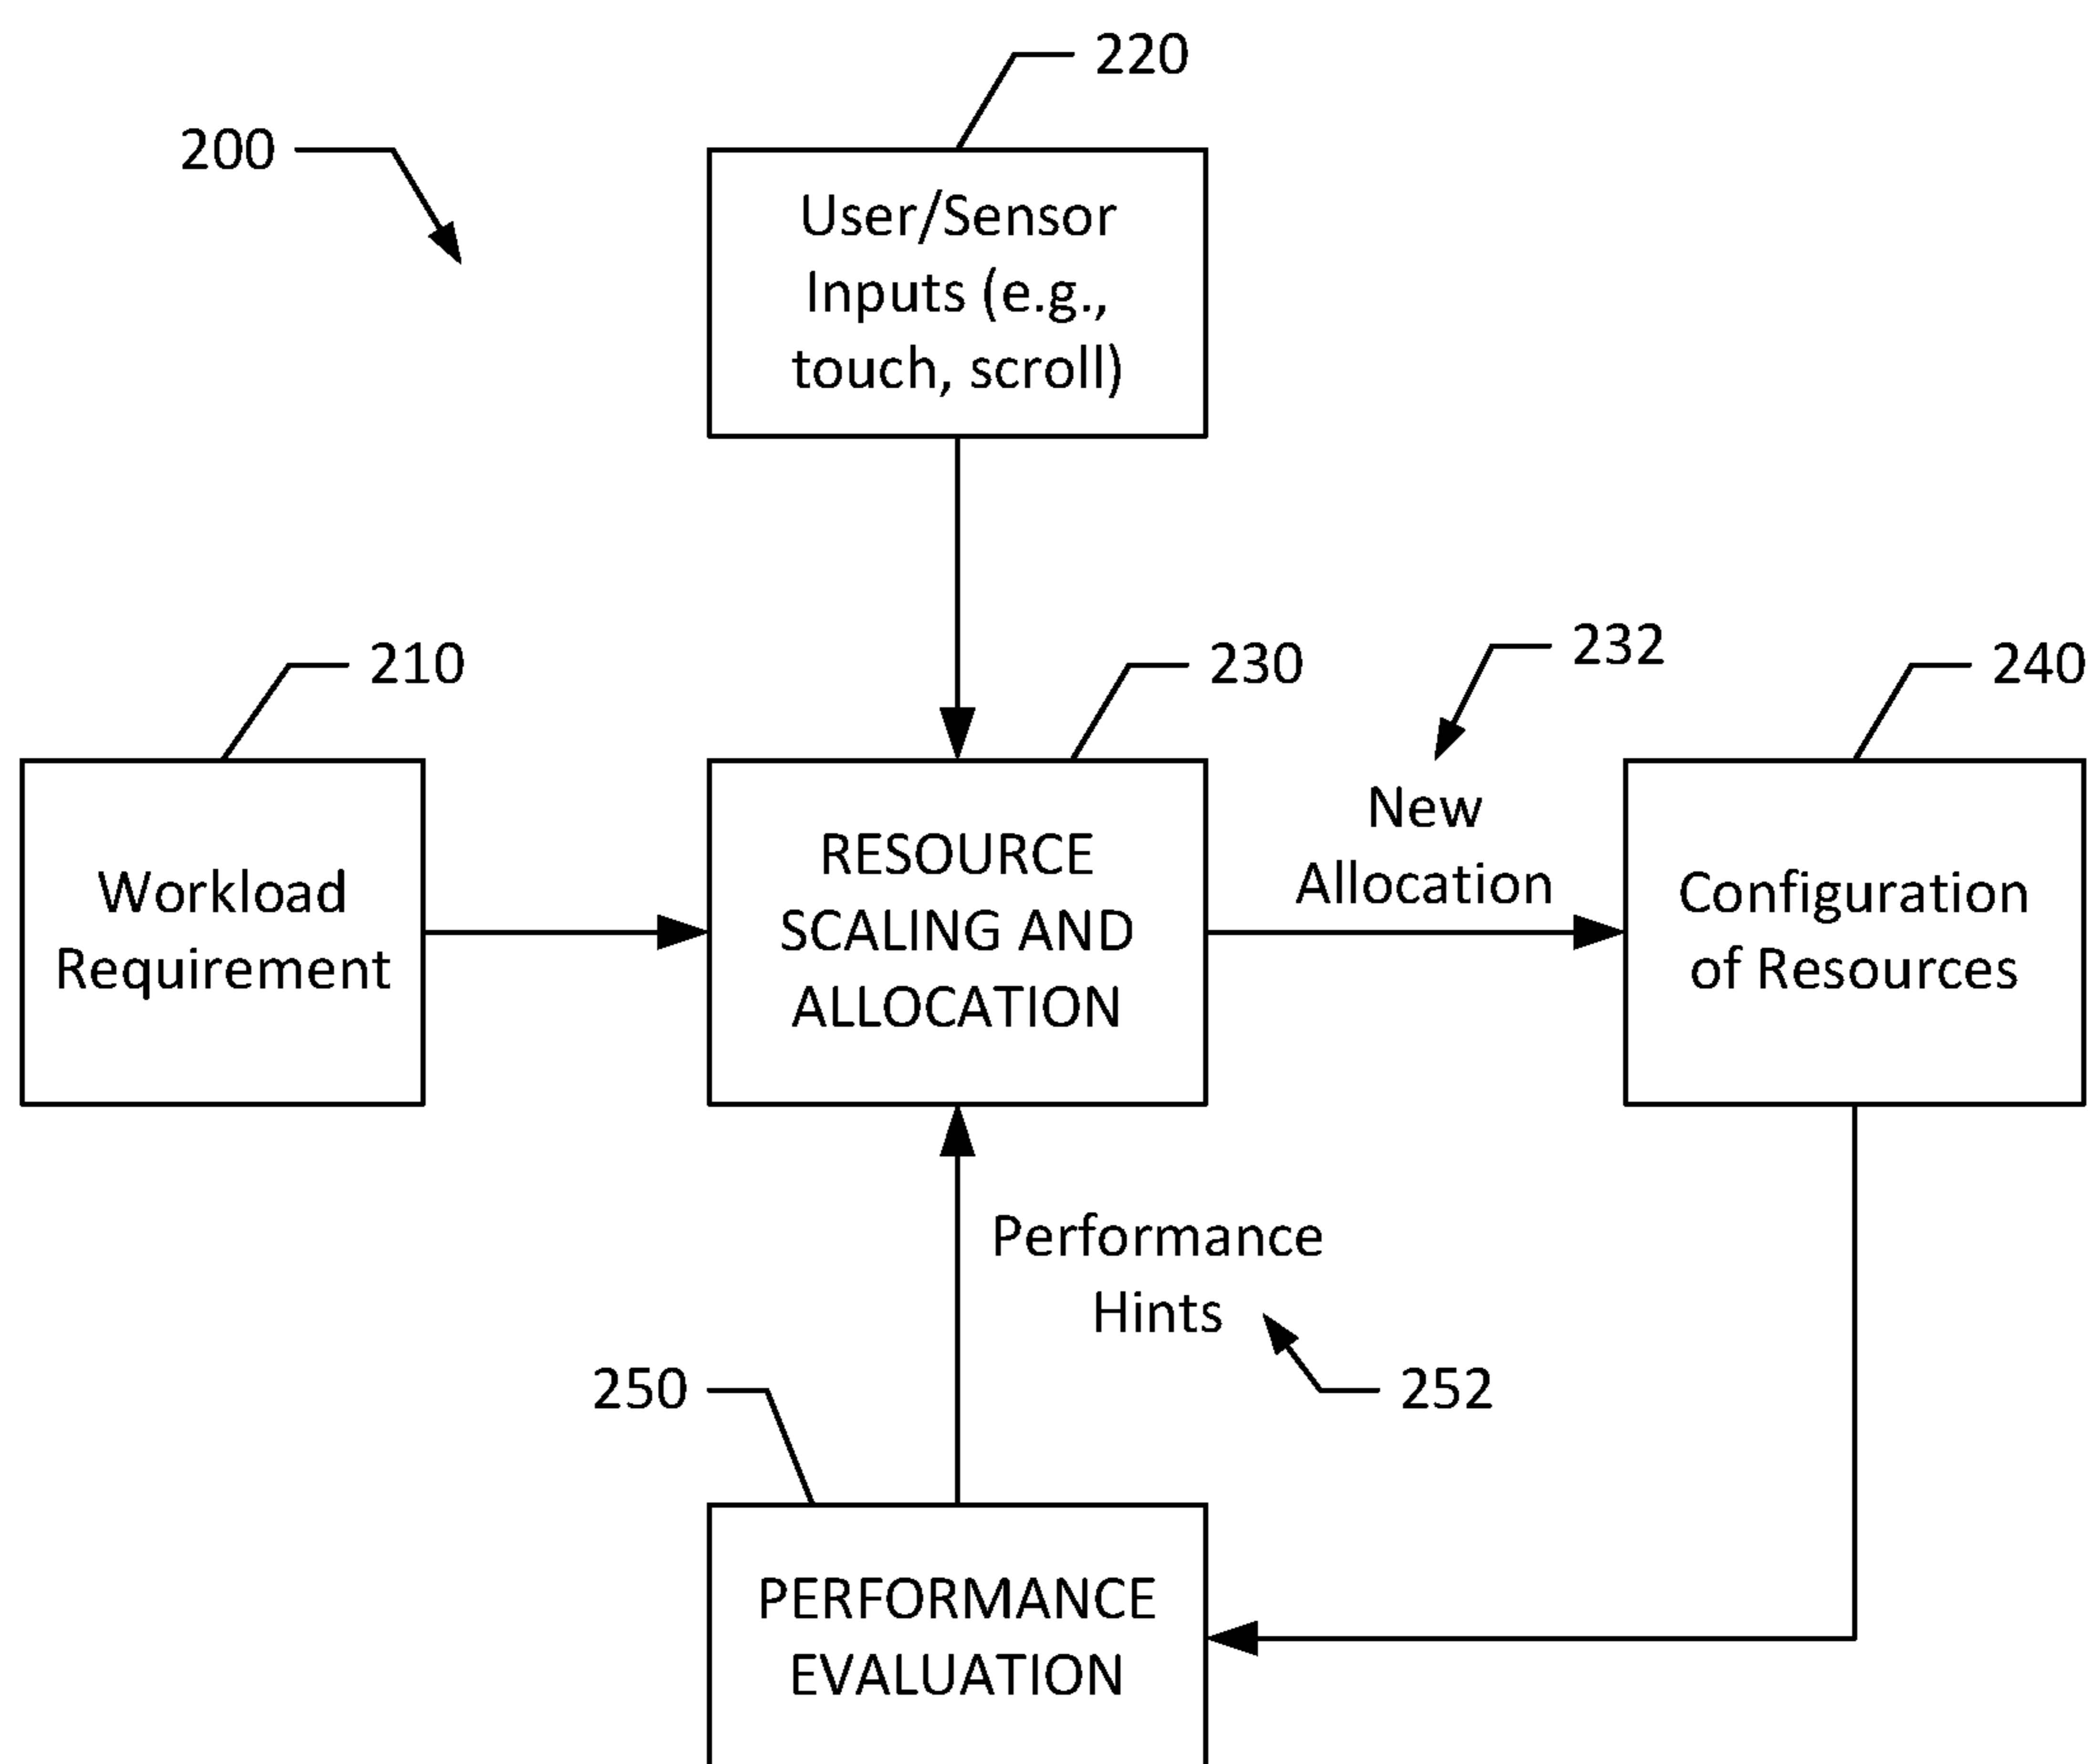 220
200
User/Sensor
Inputs (e.g.,
touch, scroll)
210
230
232
240
Workload
Requirement
RESOURCE
SCALING AND
ALLOCATION
New
Allocation
Configuration
of Resources
Performance
Hints
250
252
PERFORMANCE
EVALUATION